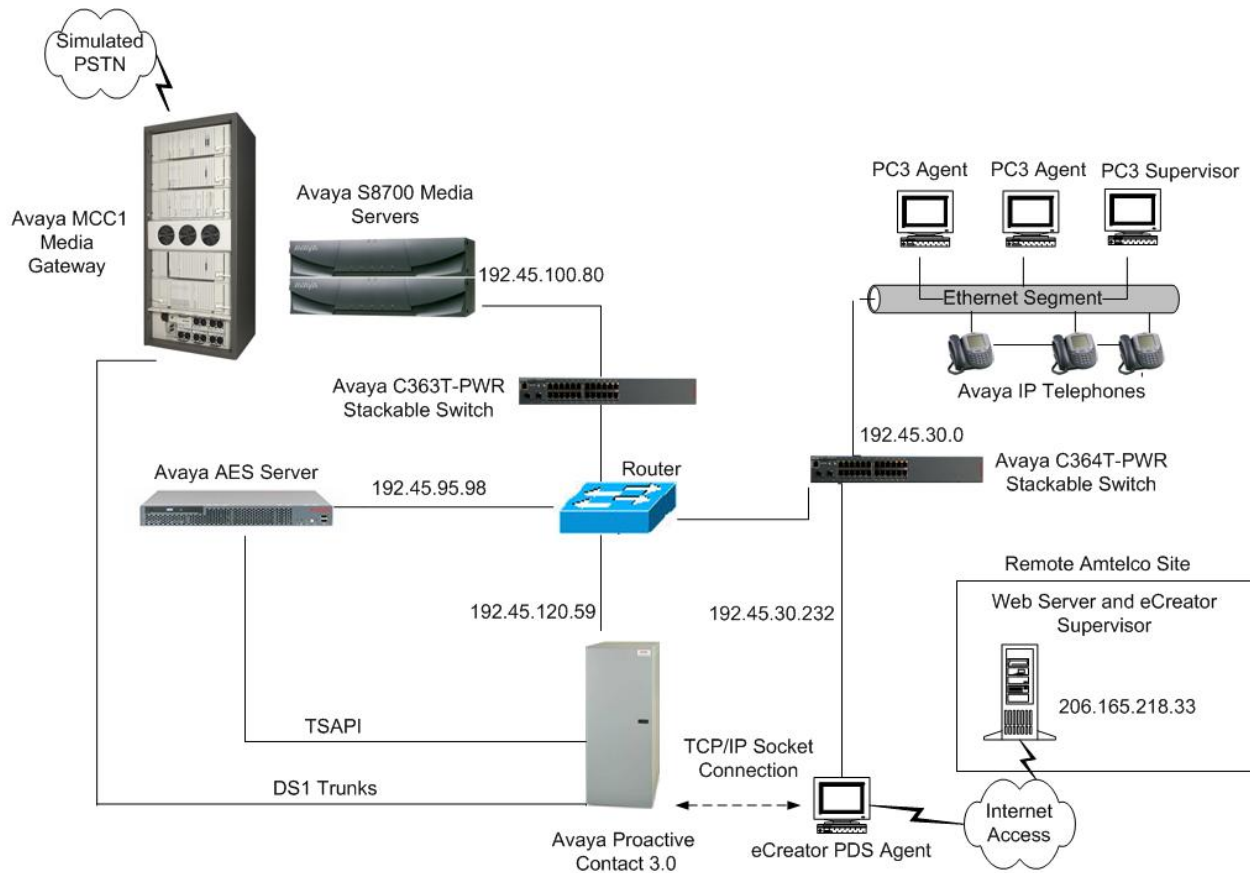 Simulated
PSTN
Avaya MCC1
Media
Gateway
Avaya S8700 Media
Servers
192.45.100.80
PC3 Agent
PC3 Agent
PC3 Supervisor
Ethernet Segment
Avaya IP Telephones
Avaya C363T-PWR
Stackable Switch
192.45.30.0
Avaya C364T-PWR
Stackable Switch
Avaya AES Server
192.45.95.98
Router
192.45.120.59
192.45.30.232
Remote Amtelco Site
Web Server and eCreator
Supervisor
206.165.218.33
TSAPI
DS1 Trunks
TCP/IP Socket
Connection
Avaya Proactive
Contact 3.0
eCreator PDS Agent
Internet
Access